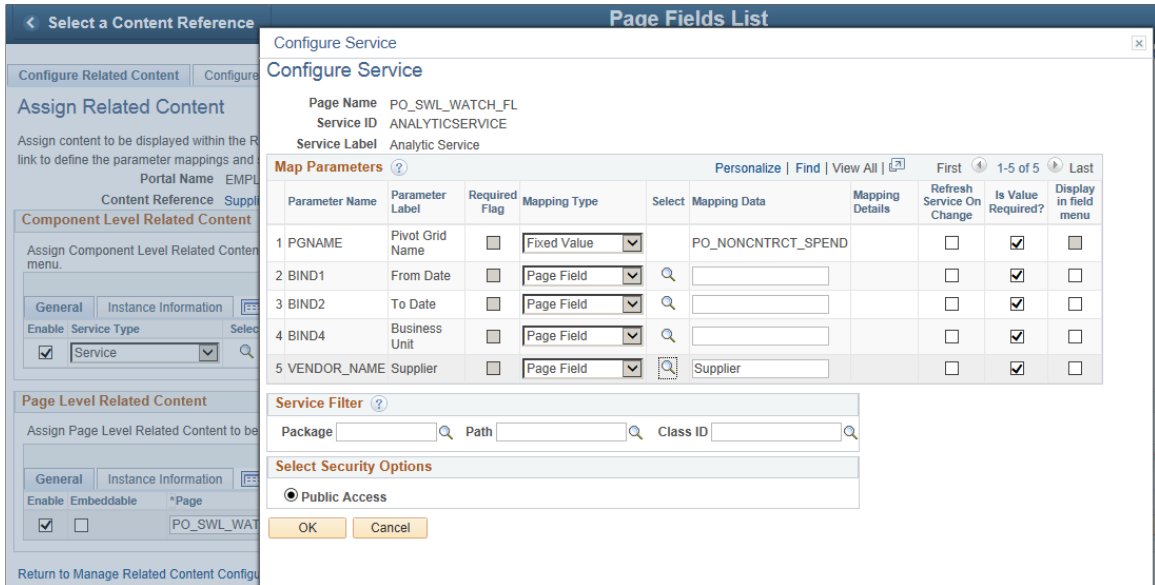 Select a Content Reference
Page Fields List
Configure Related Content
Configure
Assign Related Content
Assign content to be displayed within the R
link to define the parameter mappings and
Portal Name EMPL
Content Reference Suppli
Component Level Related Content
Assign Component Level Related Conten
menu.
General Instance Information
Enable Service Type Selec
Service
Page Level Related Content
Assign Page Level Related Content to be
General Instance Information
Enable Embeddable *Page
PO_SWL_WAT
Return to Manage Related Content Configu
Configure Service
Configure Service
Page Name PO_SWL_WATCH_FL
Service ID ANALYTICSERVICE
Service Label Analytic Service
Map Parameters ? Personalize | Find | View All | First 1-5 of 5 Last
Parameter Name Parameter Label Required Flag Mapping Type Select Mapping Data Mapping Details Refresh Service On Change Is Value Required? Display in field menu
1 PGNAME Pivot Grid Name Fixed Value PO_NONCNTRCT_SPEND
2 BIND1 From Date Page Field
3 BIND2 To Date Page Field
4 BIND4 Business Unit Page Field
5 VENDOR_NAME Supplier Page Field Supplier
Service Filter ?
Package Path Class ID
Select Security Options
Public Access
OK Cancel